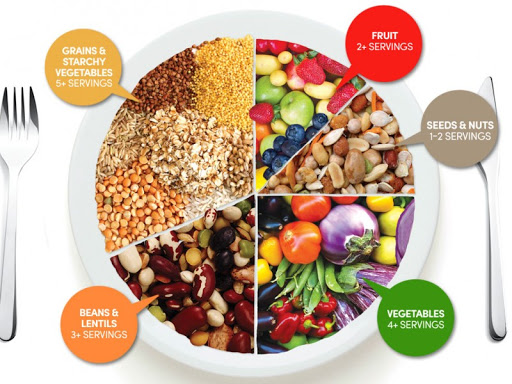 GRAINS &
STARCHY
VEGETABLES
5+ SERVINGS
FRUIT
2+ SERVINGS
SEEDS & NUTS
1–2 SERVINGS
BEANS &
LENTILS
3+ SERVINGS
VEGETABLES
4+ SERVINGS